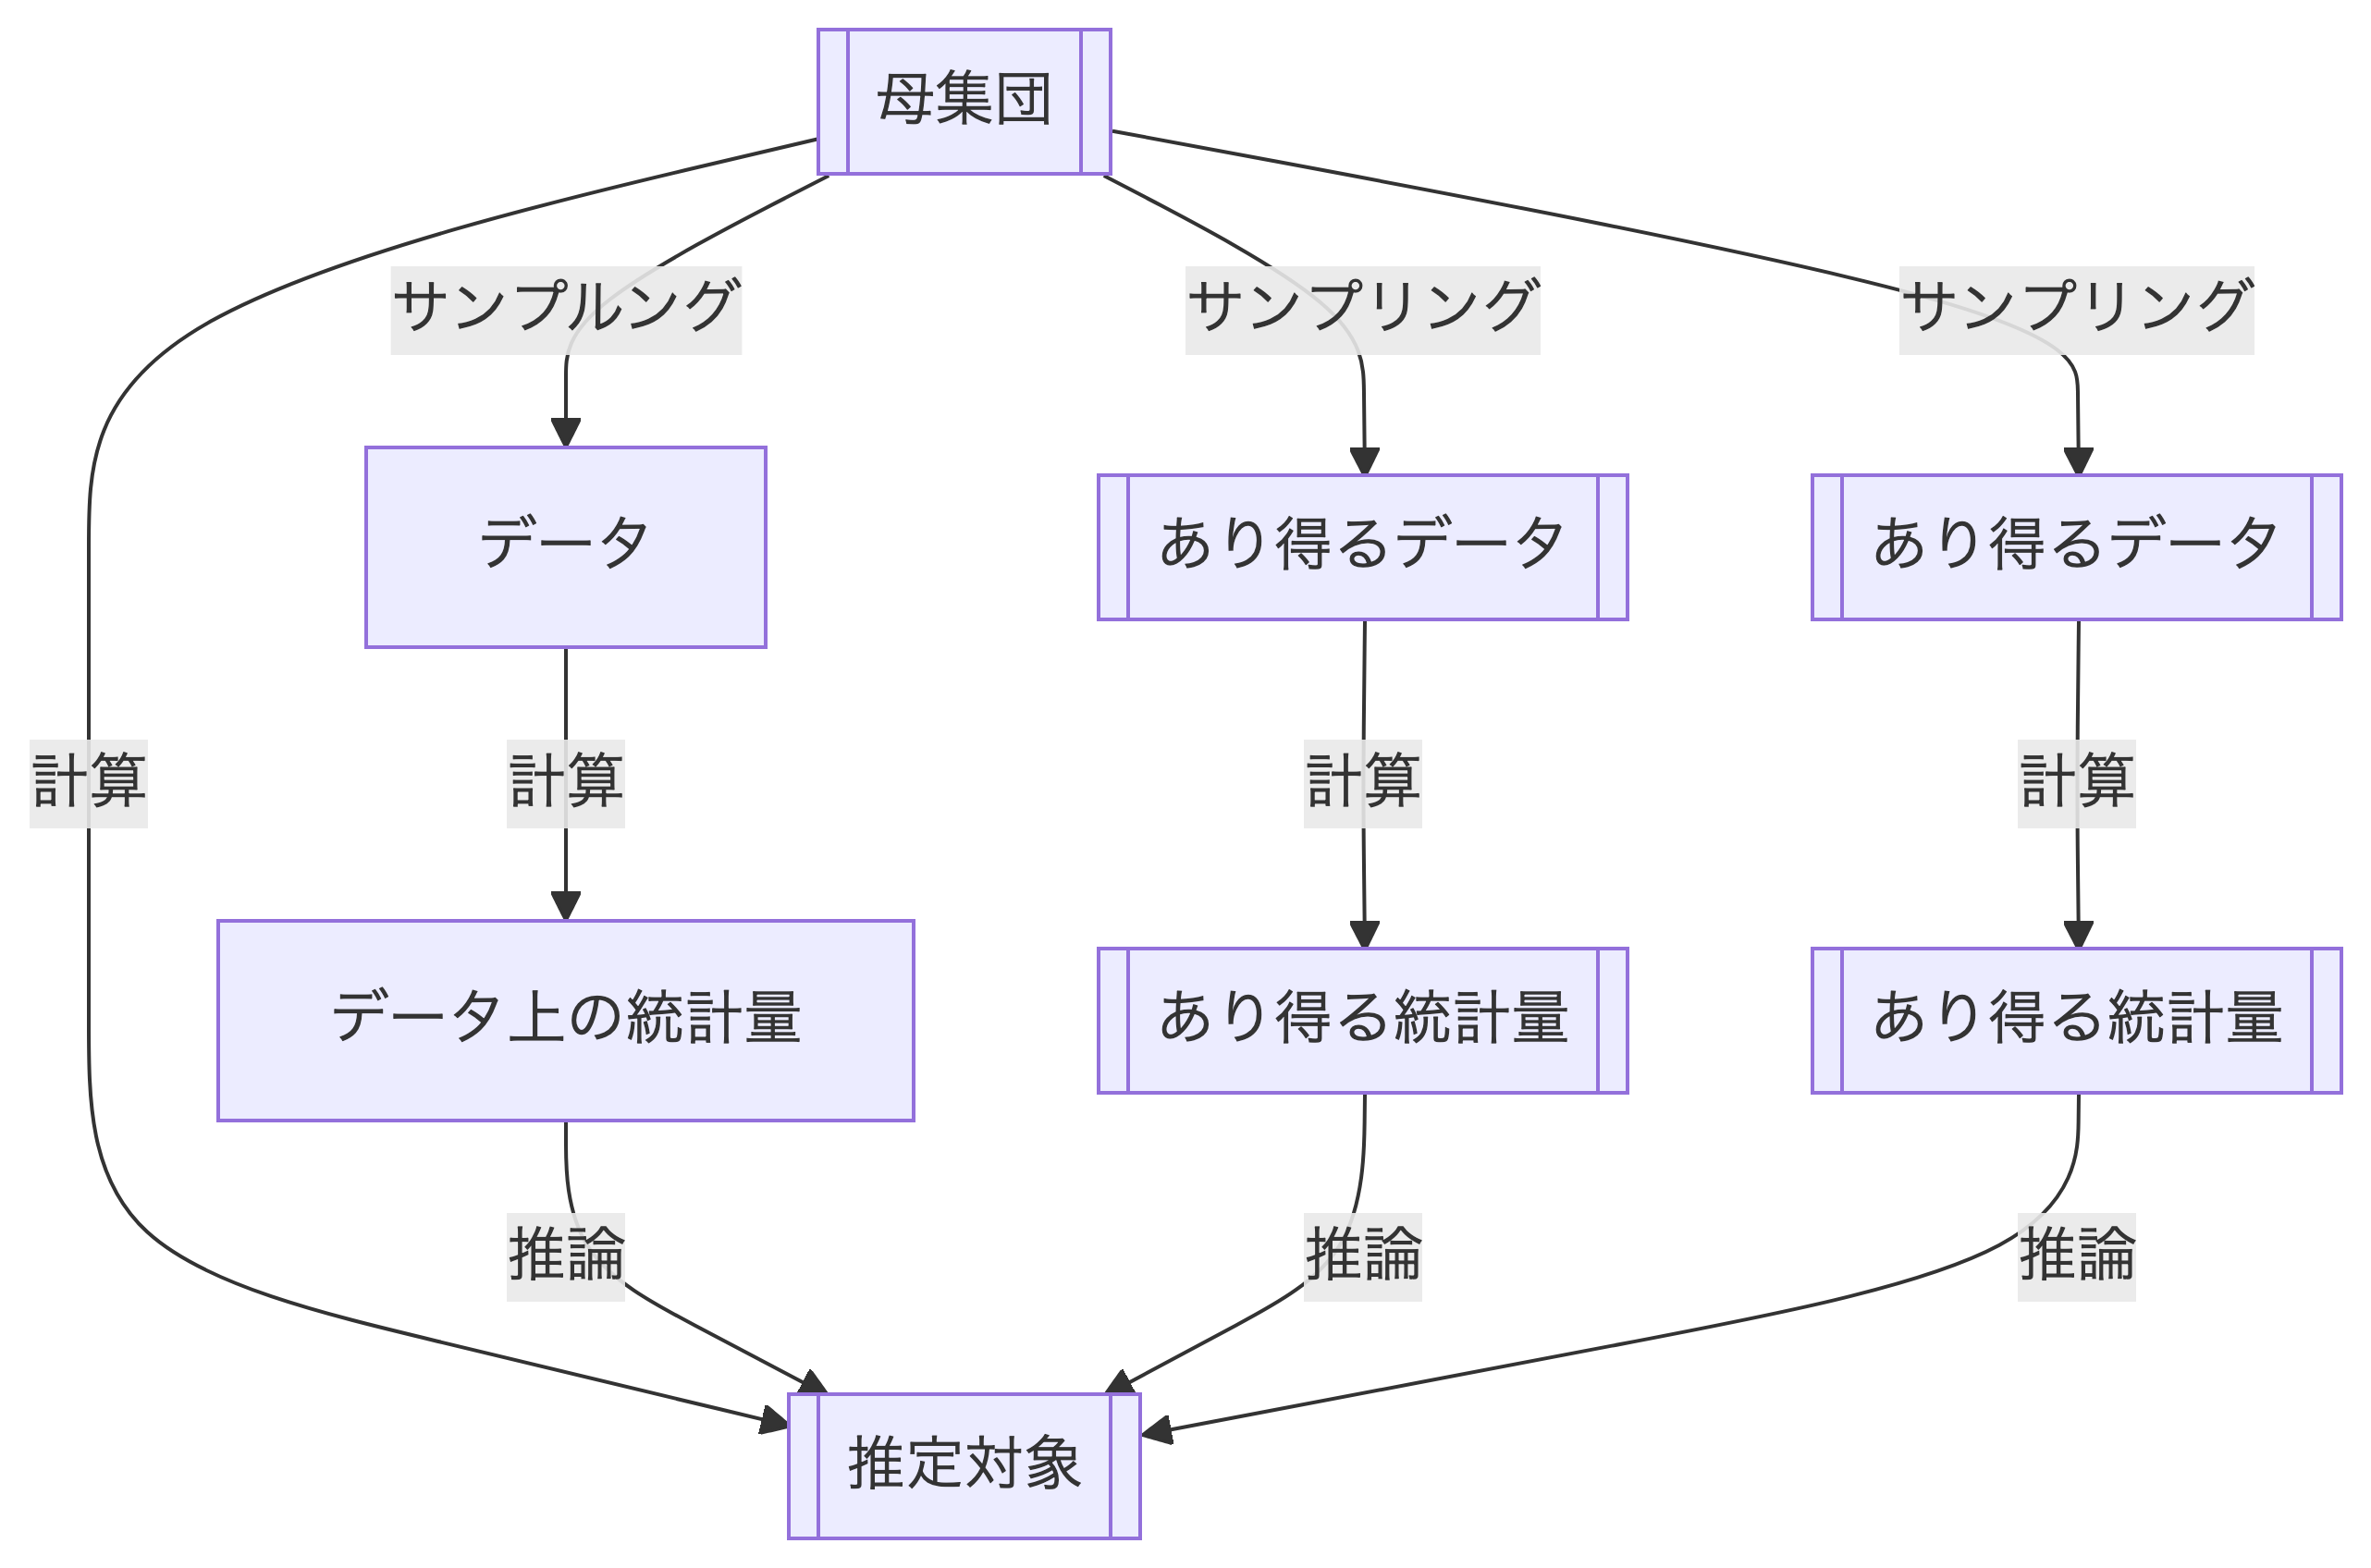 母集団
サンプルング
サンプリング
サンプリング
データ
あり得るデータ
あり得るデータ
計算
計算
計算
計算
データ上の統計量
あり得る統計量
あり得る統計量
推論
推論
推論
推定対象